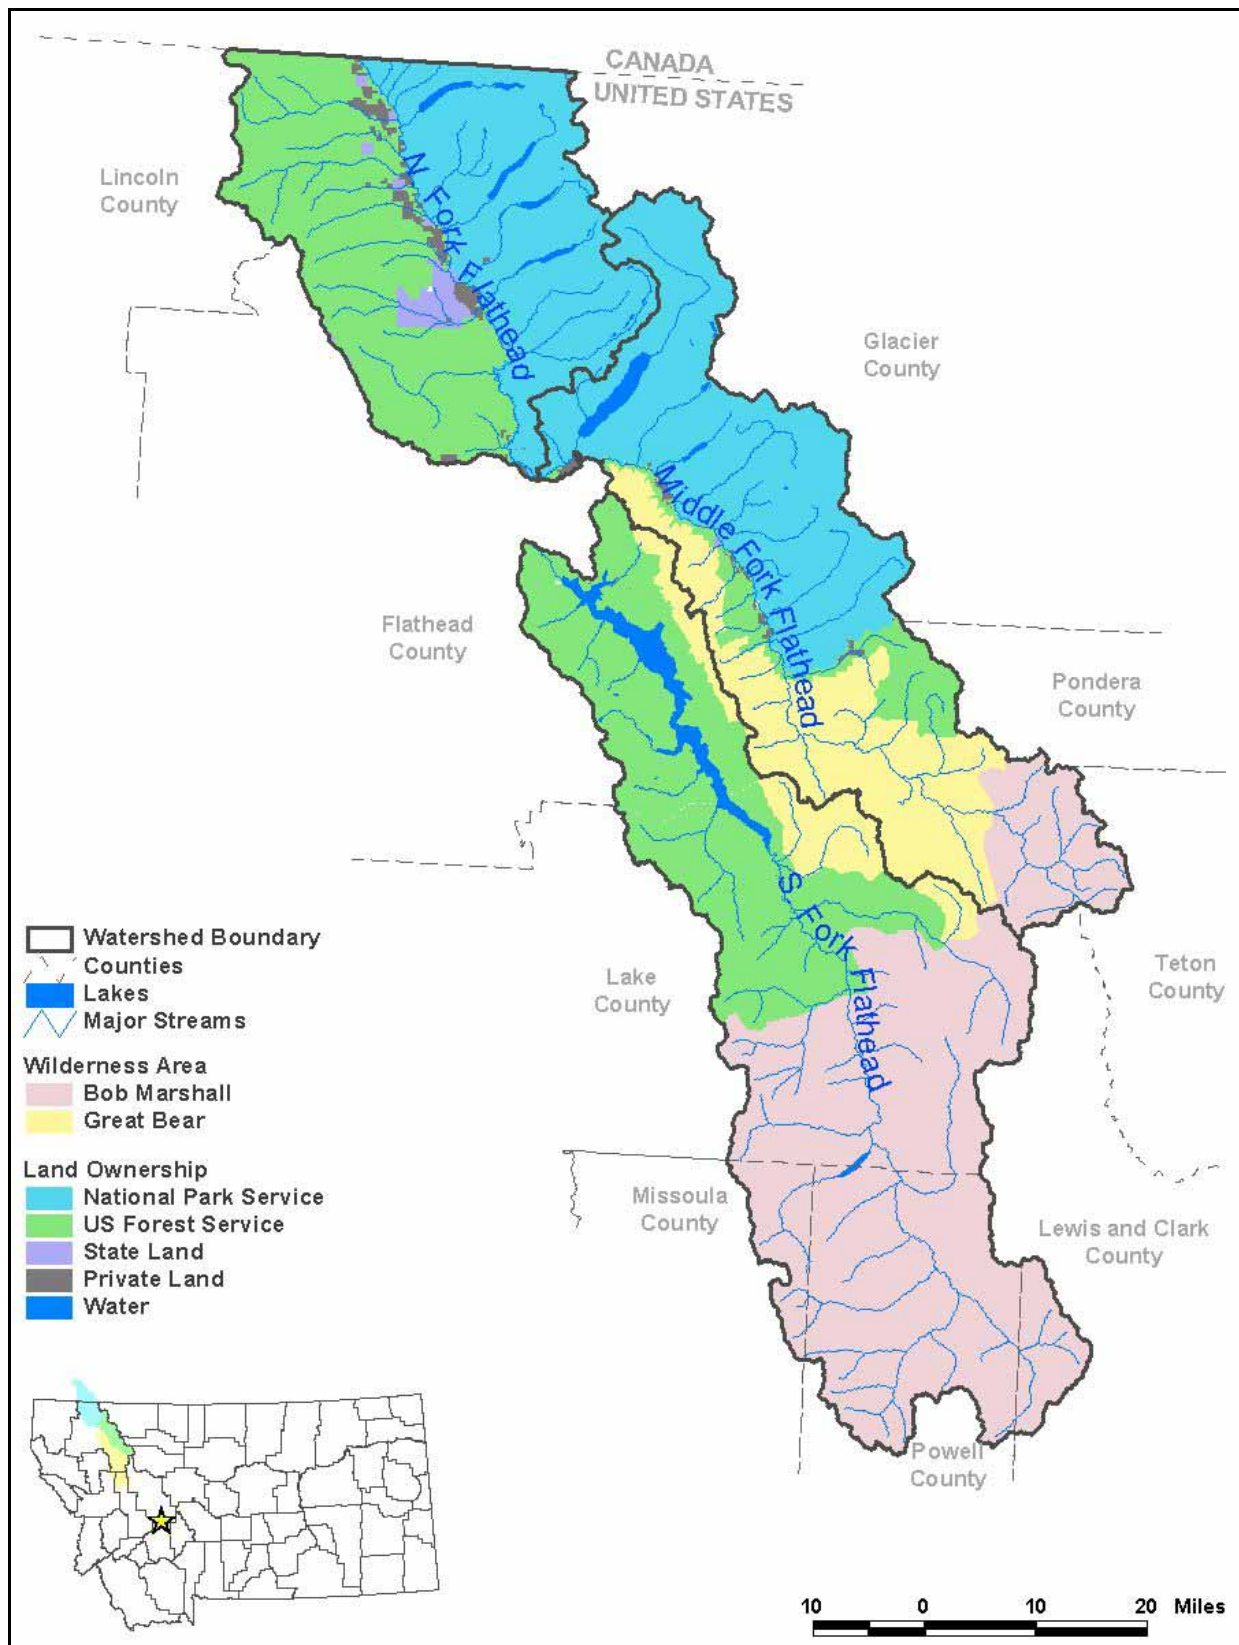 CANADA
UNITED STATES
Lincoln
County
N. Fork Flathead
Glacier
County
Middle Fork Flathead
Flathead
County
Pondera
County
S. Fork Flathead
Watershed Boundary
Counties
Lakes
Major Streams
Lake
County
Teton
County
Wilderness Area
Bob Marshall
Great Bear
Land Ownership
National Park Service
US Forest Service
State Land
Private Land
Water
Missoula
County
Lewis and Clark
County
Powell
County
10 0 10 20 Miles